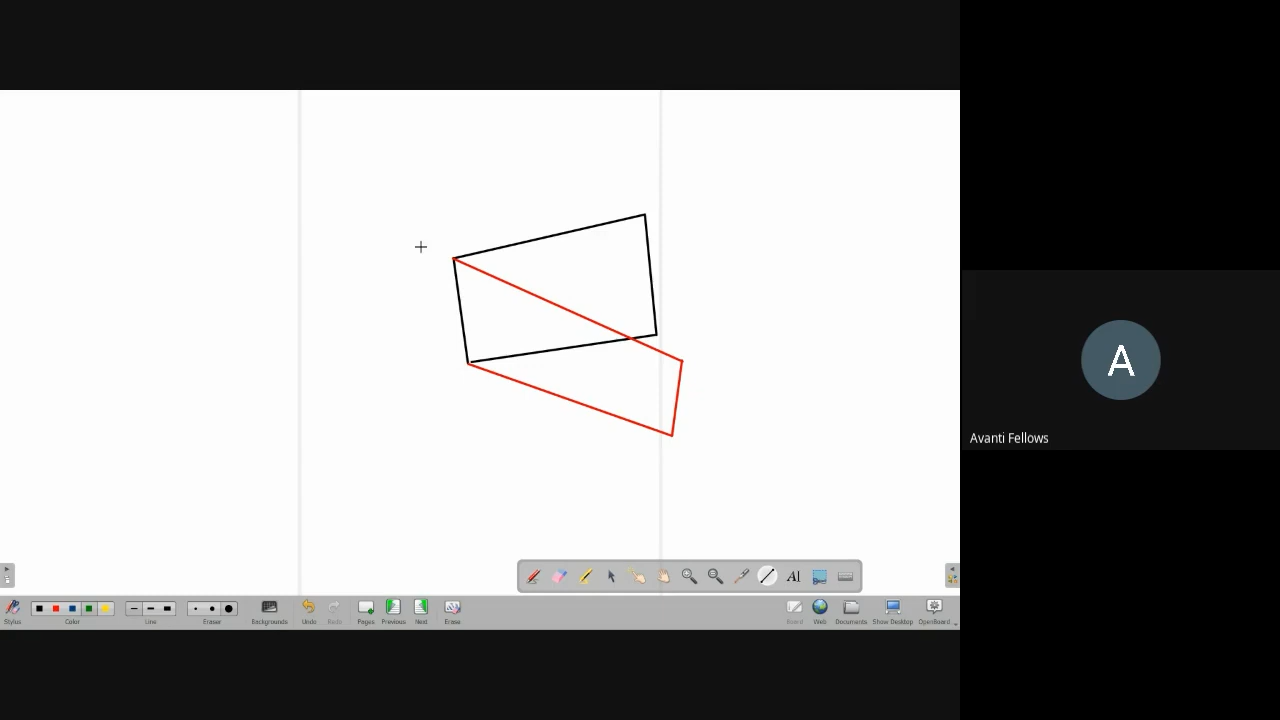 A
Avanti Fellows
AI
Stylus
Color
Line
Eraser
Backgrounds
Undo
Redo
Pages
Previous
Next
Erase
Board
Web
Documents
Show Desktop
OpenBoard